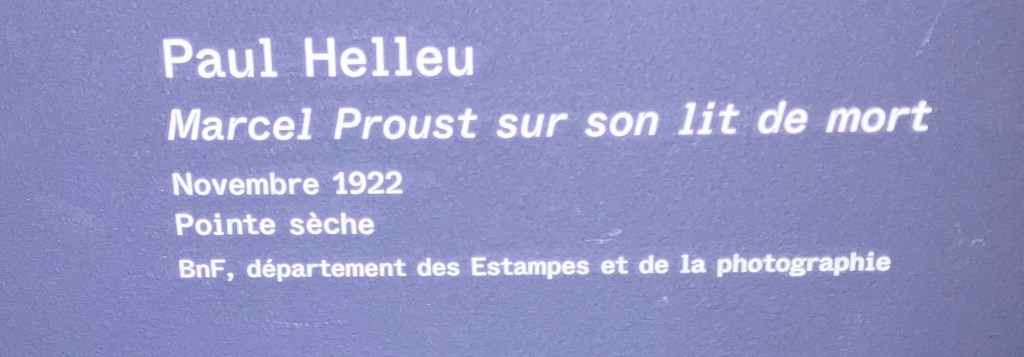 Paul Helleu
Marcel Proust sur son lit de mort
Novembre 1922
Pointe sèche
BnF, département des Estampes et de la photographie